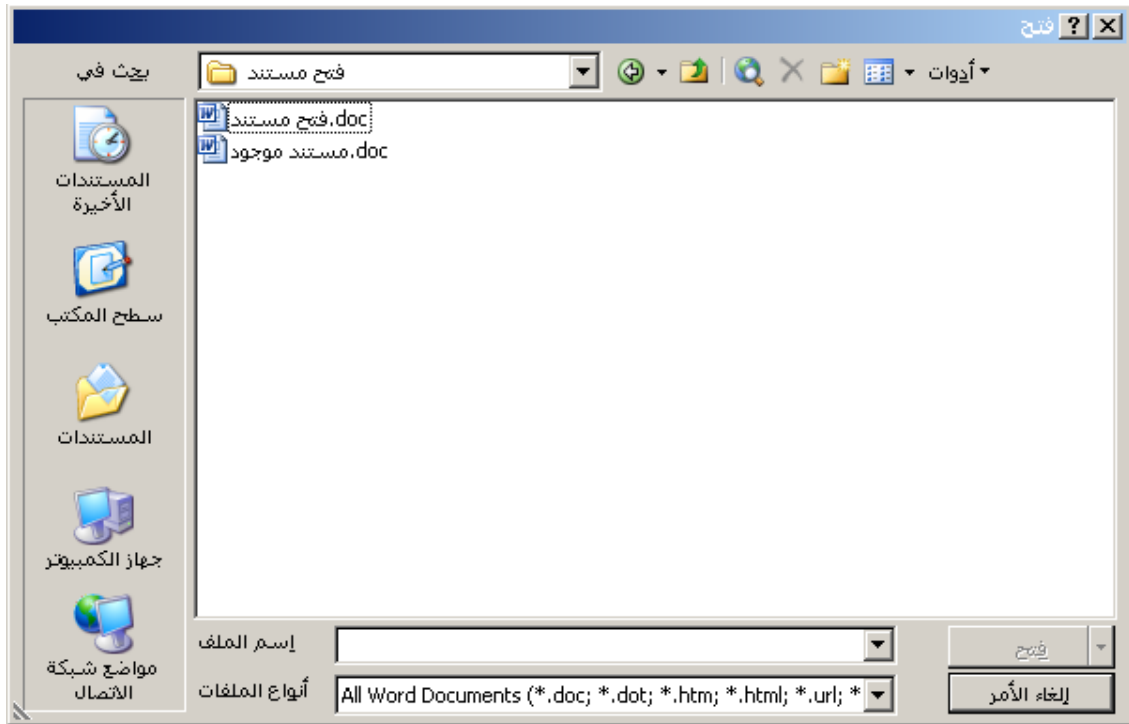 فتح
بحث في
فتح مستند
أدوات
فتح مستند.doc
مستند موجود.doc
المستندات
الأخيرة
سطح المكتب
المستندات
جهاز الكمبيوتر
مواضع شبكة
الاتصال
إسم الملف
فتح
أنواع الملفات
All Word Documents (*.doc; *.dot; *.htm; *.html; *.url; *
إلغاء الأمر